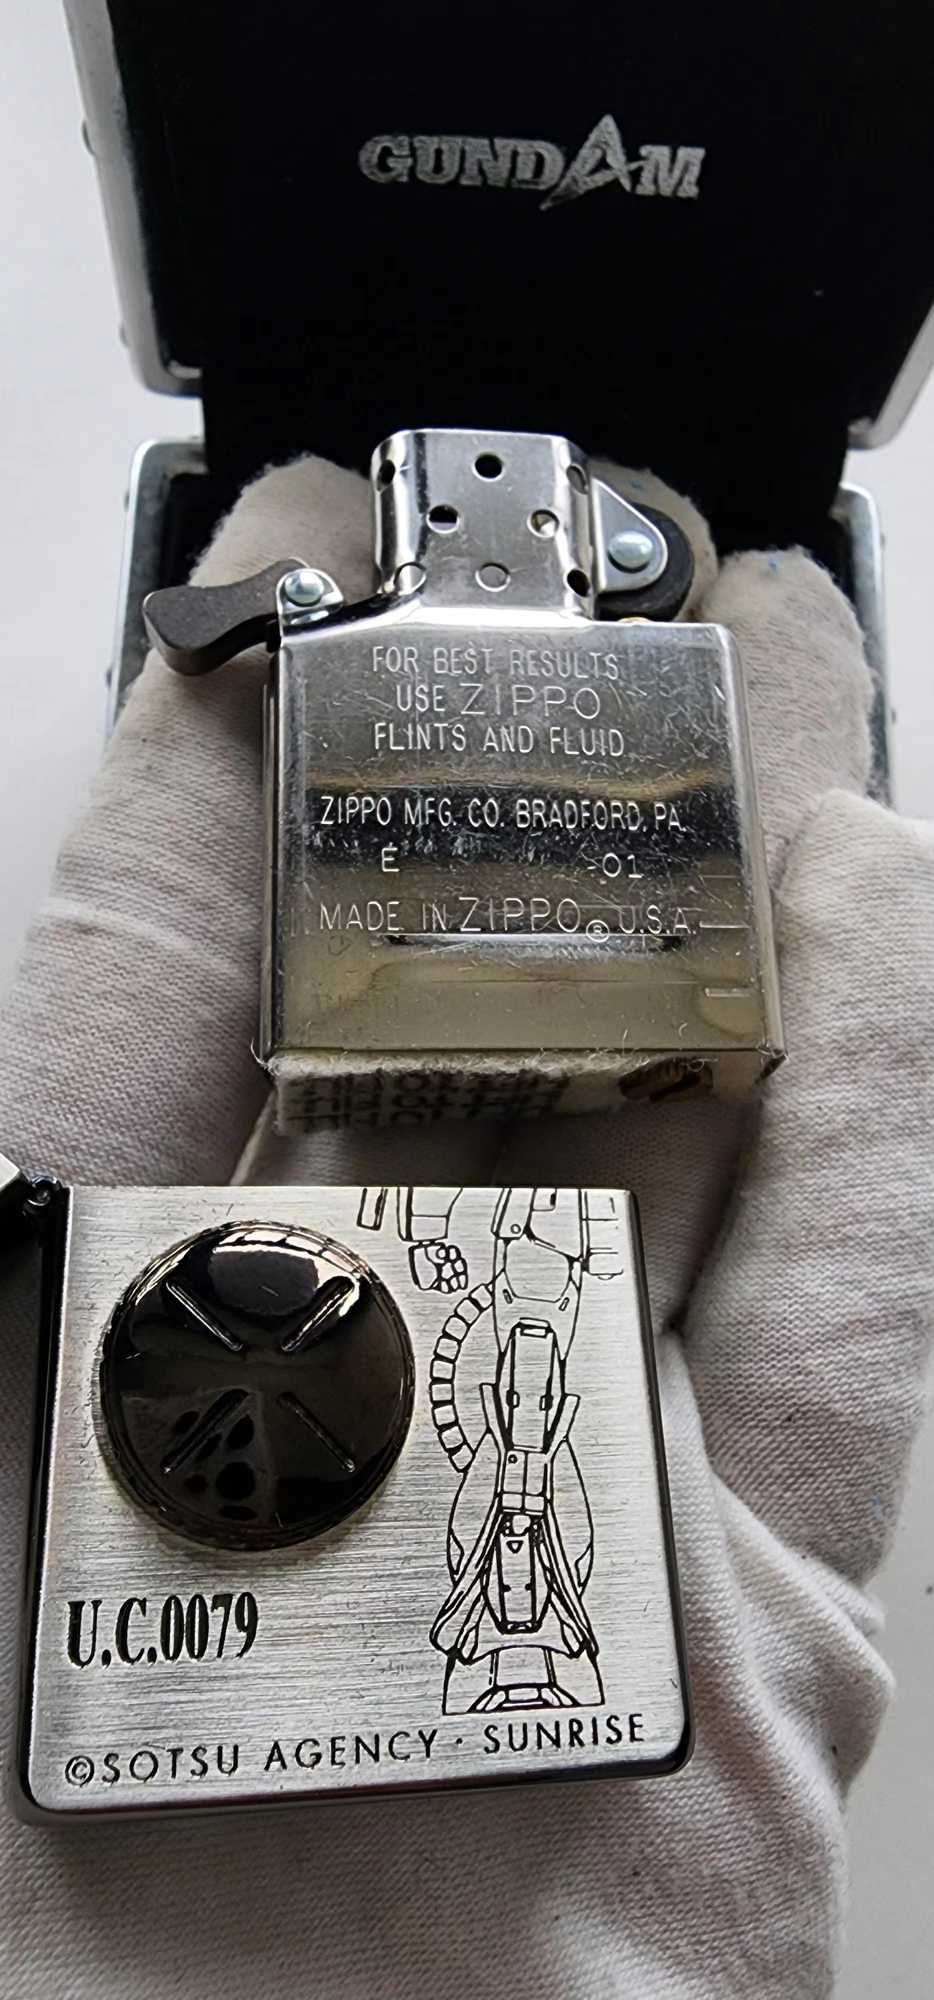 GUNDAM
FOR BEST RESULTS
USE ZIPPO
FLINTS AND FLUID
ZIPPO MFG. CO. BRADFORD, PA.
E -01
MADE IN ZIPPO® U.S.A.
U.C.0079
©SOTSU AGENCY · SUNRISE